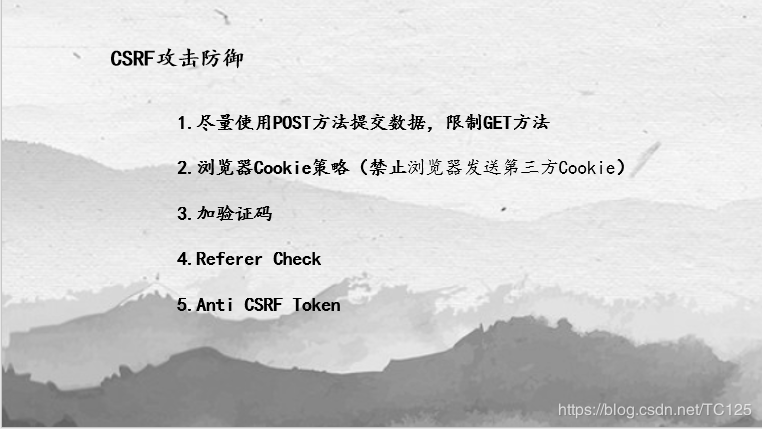 CSRF攻击防御
1.尽量使用POST方法提交数据，限制GET方法
2.浏览器Cookie策略（禁止浏览器发送第三方Cookie）
3.加验证码
4.Referer Check
5.Anti CSRF Token
https://blog.csdn.net/TC125